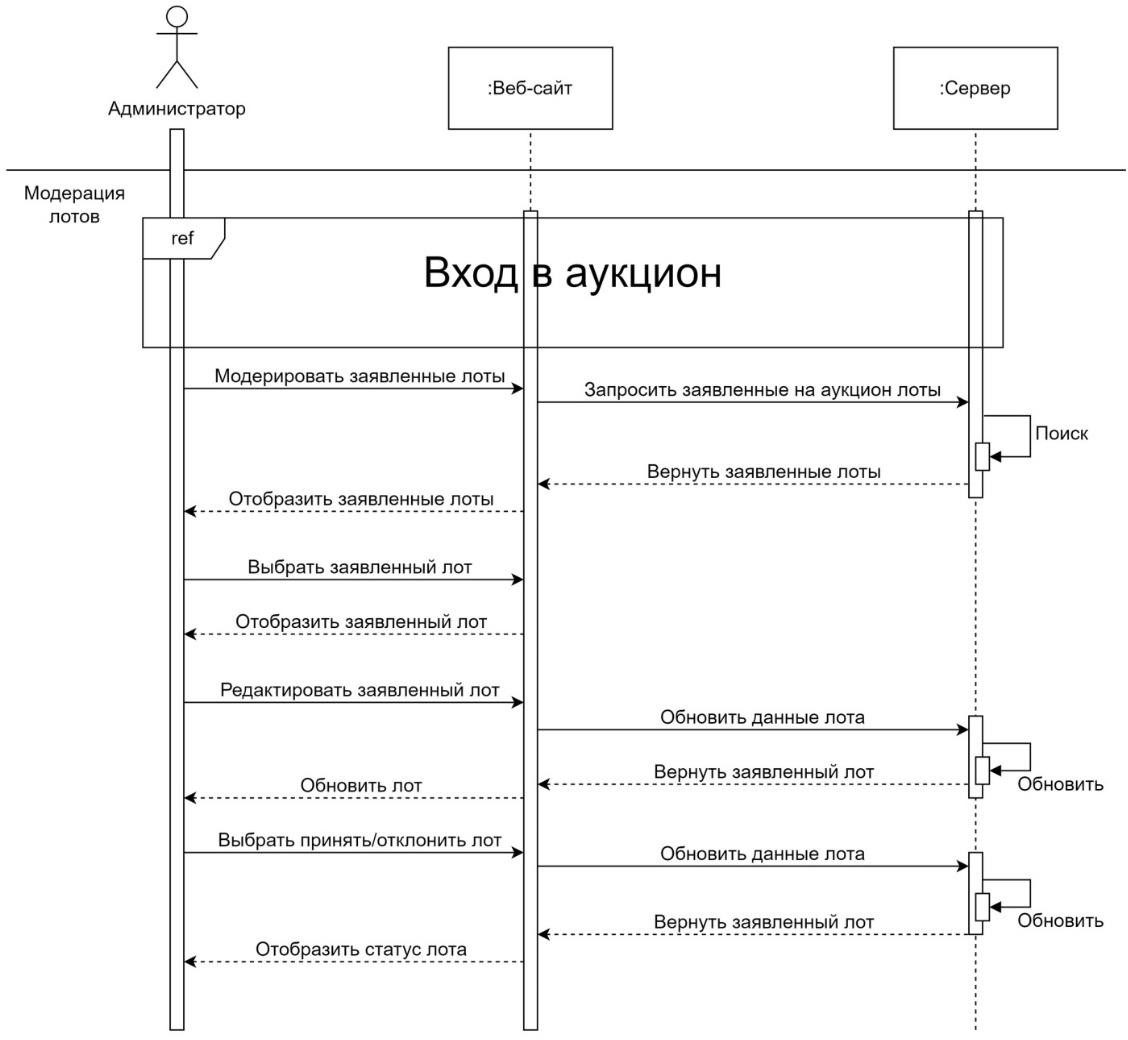 Администратор
:Веб-сайт
:Сервер
Модерация
лотов
ref
Вход в аукцион
Модерировать заявленные лоты
Запросить заявленные на аукцион лоты
Поиск
Вернуть заявленные лоты
Отобразить заявленные лоты
Выбрать заявленный лот
Отобразить заявленный лот
Редактировать заявленный лот
Обновить данные лота
Вернуть заявленный лот
Обновить
Обновить лот
Выбрать принять/отклонить лот
Обновить данные лота
Вернуть заявленный лот
Обновить
Отобразить статус лота